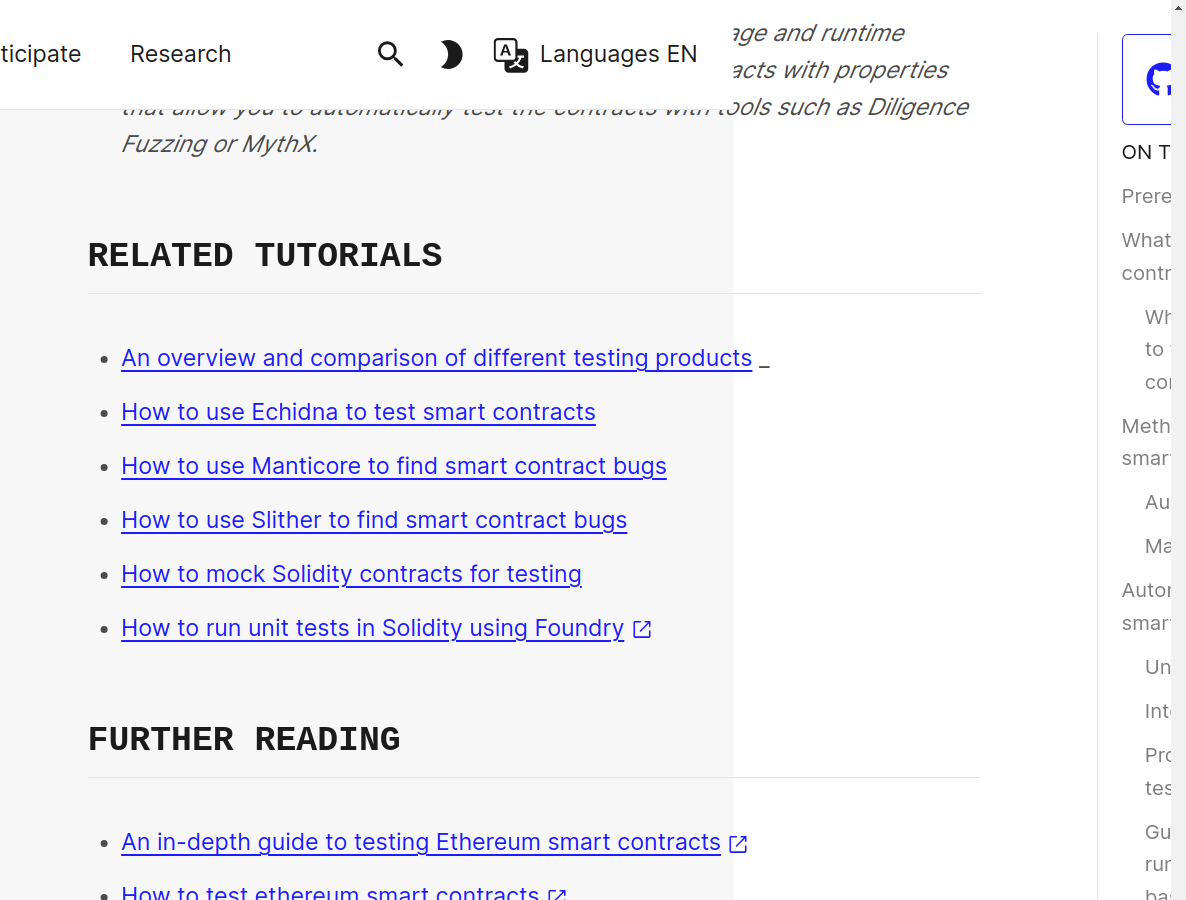 ticipate
Research
Languages EN
age and runtime
acts with properties
that allow you to automatically test the contracts with tools such as Diligence
Fuzzing or MythX.
RELATED TUTORIALS
An overview and comparison of different testing products _
How to use Echidna to test smart contracts
How to use Manticore to find smart contract bugs
How to use Slither to find smart contract bugs
How to mock Solidity contracts for testing
How to run unit tests in Solidity using Foundry
FURTHER READING
An in-depth guide to testing Ethereum smart contracts
How to test ethereum smart contracts
ON T
Prere
What
contr
Wh
to
con
Meth
smar
Au
Ma
Autor
smar
Un
Inte
Pro
tes
Gu
rur
bas